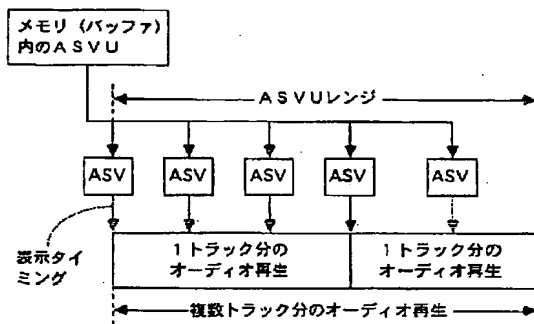 メモリ（バッファ）
内のＡＳＶＵ
ＡＳＶＵレンジ
ASV
ASV
ASV
ASV
ASV
表示タイ
ミング
１トラック分の
オーディオ再生
１トラック分の
オーディオ再生
複数トラック分のオーディオ再生